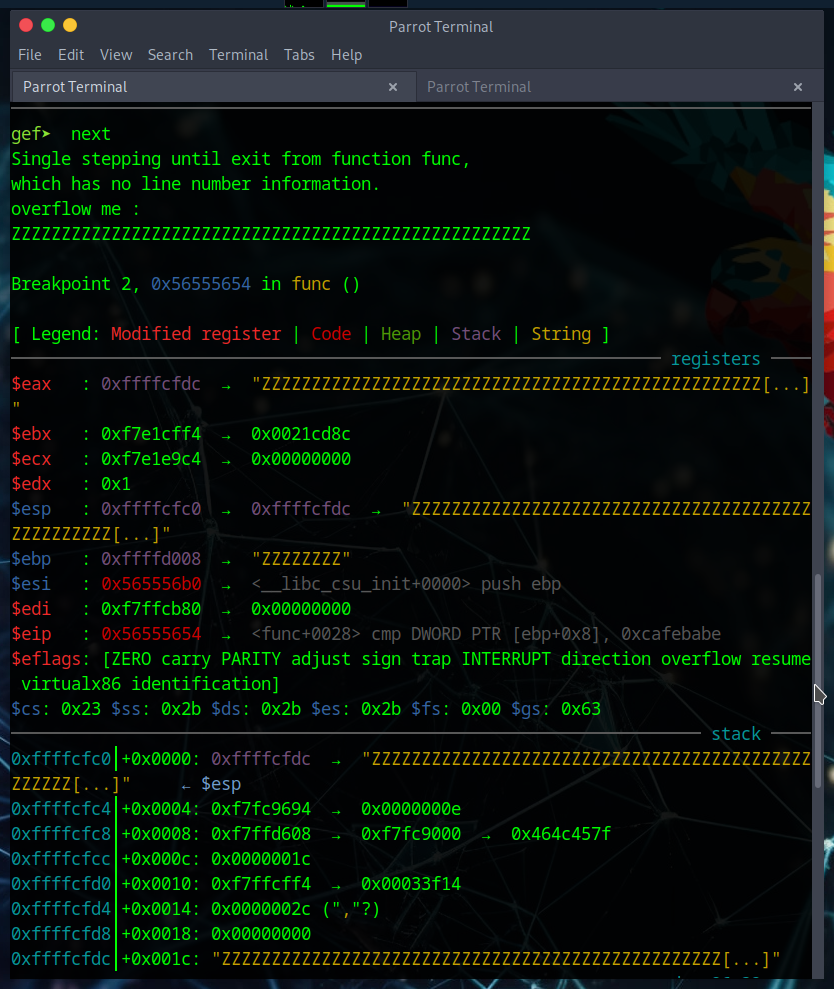 Parrot Terminal
File Edit View Search Terminal Tabs Help
Parrot Terminal × Parrot Terminal ×
gef➤  next
Single stepping until exit from function func,
which has no line number information.
overflow me :
ZZZZZZZZZZZZZZZZZZZZZZZZZZZZZZZZZZZZZZZZZZZZZZZZZZZZ
Breakpoint 2, 0x56555654 in func ()
[ Legend: Modified register | Code | Heap | Stack | String ]
registers
$eax   : 0xffffcfdc  →  "ZZZZZZZZZZZZZZZZZZZZZZZZZZZZZZZZZZZZZZZZZZZZZZZZZZ[...]
"
$ebx   : 0xf7e1cff4  →  0x0021cd8c
$ecx   : 0xf7e1e9c4  →  0x00000000
$edx   : 0x1
$esp   : 0xffffcfc0  →  0xffffcfdc  →  "ZZZZZZZZZZZZZZZZZZZZZZZZZZZZZZZZZZZZZZZZ
ZZZZZZZZZZ[...]"
$ebp   : 0xffffd008  →  "ZZZZZZZZ"
$esi   : 0x565556b0  →  <__libc_csu_init+0000> push ebp
$edi   : 0xf7ffcb80  →  0x00000000
$eip   : 0x56555654  →  <func+0028> cmp DWORD PTR [ebp+0x8], 0xcafebabe
$eflags: [ZERO carry PARITY adjust sign trap INTERRUPT direction overflow resume
virtualx86 identification]
$cs: 0x23 $ss: 0x2b $ds: 0x2b $es: 0x2b $fs: 0x00 $gs: 0x63
stack
0xffffcfc0│+0x0000: 0xffffcfdc  →  "ZZZZZZZZZZZZZZZZZZZZZZZZZZZZZZZZZZZZZZZZZZZZ
ZZZZZZ[...]"     ← $esp
0xffffcfc4│+0x0004: 0xf7fc9694  →  0x0000000e
0xffffcfc8│+0x0008: 0xf7ffd608  →  0xf7fc9000  →  0x464c457f
0xffffcfcc│+0x000c: 0x0000001c
0xffffcfd0│+0x0010: 0xf7ffcff4  →  0x00033f14
0xffffcfd4│+0x0014: 0x0000002c (","?)
0xffffcfd8│+0x0018: 0x00000000
0xffffcfdc│+0x001c: "ZZZZZZZZZZZZZZZZZZZZZZZZZZZZZZZZZZZZZZZZZZZZZZZZZZ[...]"